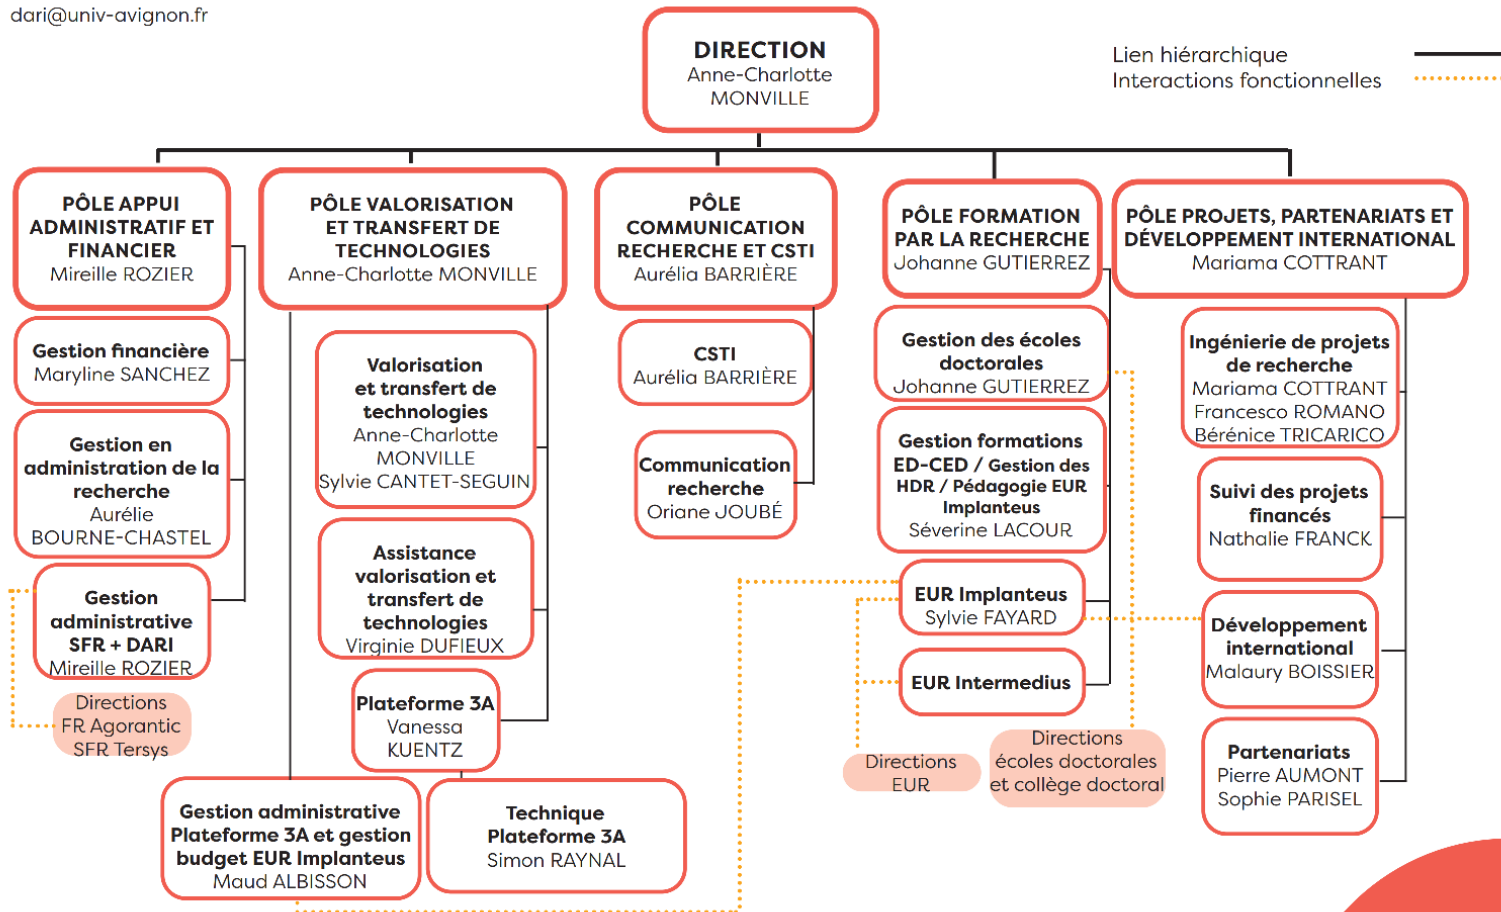 dari@univ-avignon.fr
DIRECTION
Anne-Charlotte
MONVILLE
Lien hiérarchique
Interactions fonctionnelles
PÔLE APPUI
ADMINISTRATIF ET
FINANCIER
Mireille ROZIER
Gestion financière
Maryline SANCHEZ
Gestion en
administration de la
recherche
Aurélie
BOURNE-CHASTEL
Gestion
administrative
SFR + DARI
Mireille ROZIER
Directions
FR Agorantic
SFR Tersys
PÔLE VALORISATION
ET TRANSFERT DE
TECHNOLOGIES
Anne-Charlotte MONVILLE
Valorisation
et transfert de
technologies
Anne-Charlotte
MONVILLE
Sylvie CANTET-SEGUIN
Assistance
valorisation et
transfert de
technologies
Virginie DUFIEUX
Plateforme 3A
Vanessa
KUENTZ
Gestion administrative
Plateforme 3A et gestion
budget EUR Implanteus
Maud ALBISSON
Technique
Plateforme 3A
Simon RAYNAL
PÔLE
COMMUNICATION
RECHERCHE ET CSTI
Aurélia BARRIÈRE
CSTI
Aurélia BARRIÈRE
Communication
recherche
Oriane JOUBÉ
PÔLE FORMATION
PAR LA RECHERCHE
Johanne GUTIERREZ
Gestion des écoles
doctorales
Johanne GUTIERREZ
Gestion formations
ED-CED / Gestion des
HDR / Pédagogie EUR
Implanteus
Séverine LACOUR
EUR Implanteus
Sylvie FAYARD
EUR Intermedius
Directions
EUR
Directions
écoles doctorales
et collège doctoral
PÔLE PROJETS, PARTENARIATS ET
DÉVELOPPEMENT INTERNATIONAL
Mariama COTTRANT
Ingénierie de projets
de recherche
Mariama COTTRANT
Francesco ROMANO
Bérénice TRICARICO
Suivi des projets
financés
Nathalie FRANCK
Développement
international
Malaury BOISSIER
Partenariats
Pierre AUMONT
Sophie PARISEL